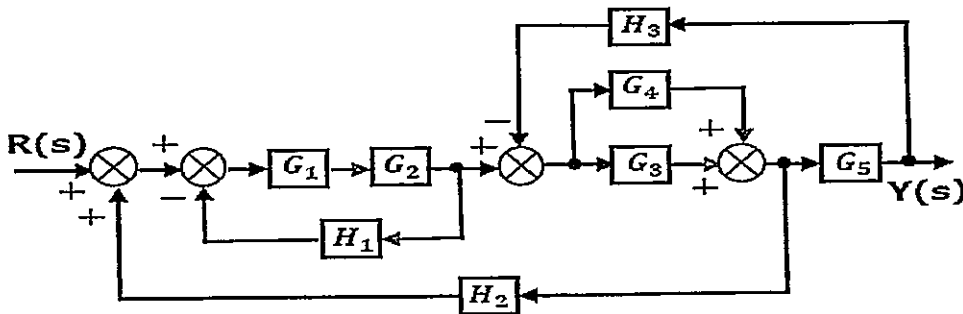 H₃
G₄
R(s)
+
+
+
+
−
G₁
G₂
+
−
G₃
+
+
G₅
Y(s)
H₁
H₂